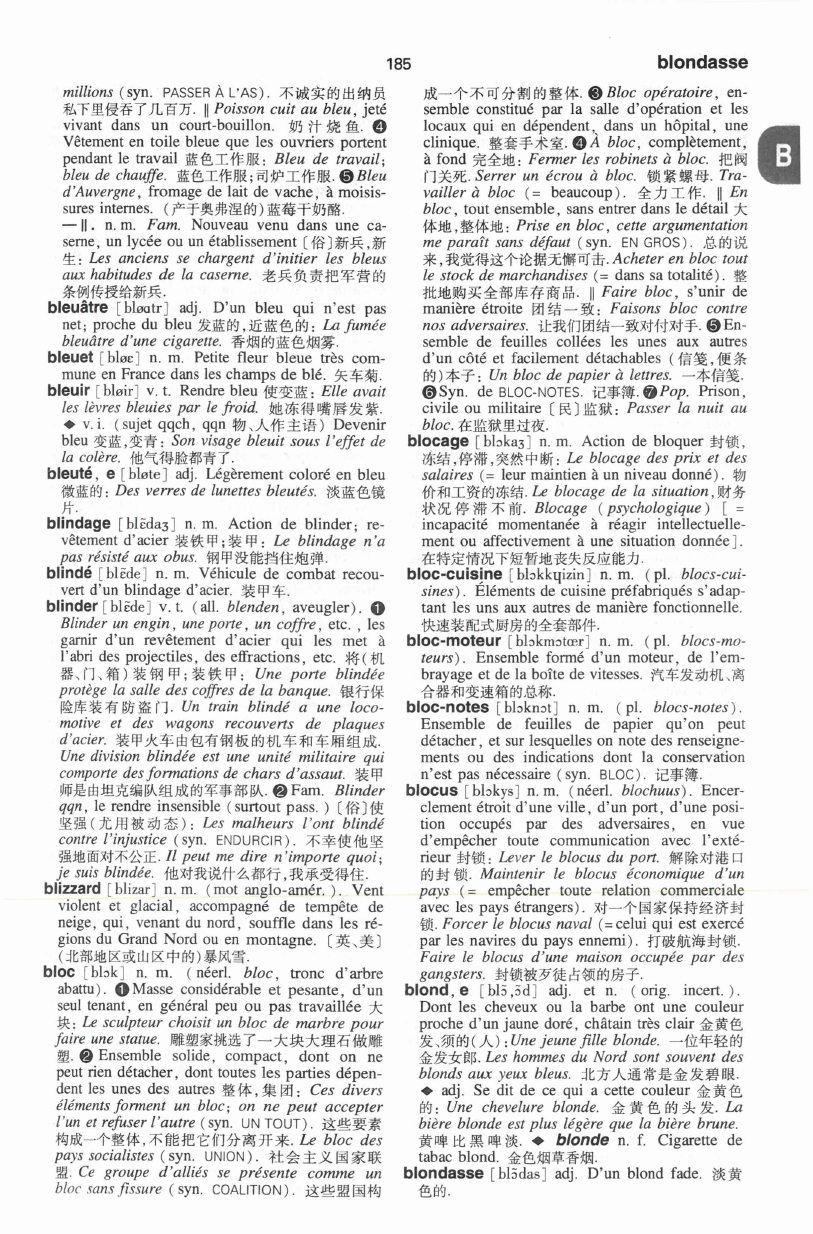 185
blondasse
millions (syn. PASSER À L'AS). 不诚实的出纳员
私下里侵吞了几百万. ‖ Poisson cuit au bleu, jeté
vivant dans un court-bouillon. 奶汁烧鱼. ❹
Vêtement en toile bleue que les ouvriers portent
pendant le travail 蓝色工作服: Bleu de travail;
bleu de chauffe. 蓝色工作服;司炉工作服. ❺ Bleu
d'Auvergne, fromage de lait de vache, à moisis-
sures internes. (产于奥弗涅的)蓝莓干奶酪.
— Ⅱ. n. m. Fam. Nouveau venu dans une ca-
serne, un lycée ou un établissement〔俗〕新兵,新
生: Les anciens se chargent d'initier les bleus
aux habitudes de la caserne. 老兵负责把军营的
条例传授给新兵.
bleuâtre [bløɑtr] adj. D'un bleu qui n'est pas
net; proche du bleu 发蓝的,近蓝色的: La fumée
bleuâtre d'une cigarette. 香烟的蓝色烟雾.
bleuet [bløɛ] n. m. Petite fleur bleue très com-
mune en France dans les champs de blé. 矢车菊.
bleuir [bløir] v. t. Rendre bleu 使变蓝: Elle avait
les lèvres bleuies par le froid. 她冻得嘴唇发紫.
◆ v. i. (sujet qqch, qqn 物、人作主语) Devenir
bleu 变蓝,变青: Son visage bleuit sous l'effet de
la colère. 他气得脸都青了.
bleuté, e [bløte] adj. Légèrement coloré en bleu
微蓝的: Des verres de lunettes bleutés. 淡蓝色镜
片.
blindage [blɛ̃daʒ] n. m. Action de blinder; re-
vêtement d'acier 装铁甲;装甲: Le blindage n'a
pas résisté aux obus. 钢甲没能挡住炮弹.
blindé [blɛ̃de] n. m. Véhicule de combat recou-
vert d'un blindage d'acier. 装甲车.
blinder [blɛ̃de] v. t. (all. blenden, aveugler). ❶
Blinder un engin, une porte, un coffre, etc. , les
garnir d'un revêtement d'acier qui les met à
l'abri des projectiles, des effractions, etc. 将(机
器、门、箱)装钢甲;装铁甲: Une porte blindée
protège la salle des coffres de la banque. 银行保
险库装有防盗门. Un train blindé a une loco-
motive et des wagons recouverts de plaques
d'acier. 装甲火车由包有钢板的机车和车厢组成.
Une division blindée est une unité militaire qui
comporte des formations de chars d'assaut. 装甲
师是由坦克编队组成的军事部队. ❷ Fam. Blinder
qqn, le rendre insensible (surtout pass.)〔俗〕使
坚强(尤用被动态): Les malheurs l'ont blindé
contre l'injustice (syn. ENDURCIR). 不幸使他坚
强地面对不公正. Il peut me dire n'importe quoi;
je suis blindée. 他对我说什么都行,我承受得住.
blizzard [blizar] n. m. (mot anglo-amér. ). Vent
violent et glacial, accompagné de tempête de
neige, qui, venant du nord, souffle dans les ré-
gions du Grand Nord ou en montagne. 〔英、美〕
(北部地区或山区中的)暴风雪.
bloc [blɔk] n. m. (néerl. bloc, tronc d'arbre
abattu). ❶ Masse considérable et pesante, d'un
seul tenant, en général peu ou pas travaillée 大
块: Le sculpteur choisit un bloc de marbre pour
faire une statue. 雕塑家挑选了一大块大理石做雕
塑. ❷ Ensemble solide, compact, dont on ne
peut rien détacher, dont toutes les parties dépen-
dent les unes des autres 整体,集团: Ces divers
éléments forment un bloc; on ne peut accepter
l'un et refuser l'autre (syn. UN TOUT). 这些要素
构成一个整体,不能把它们分离开来. Le bloc des
pays socialistes (syn. UNION). 社会主义国家联
盟. Ce groupe d'alliés se présente comme un
bloc sans fissure (syn. COALITION). 这些盟国构
成一个不可分割的整体. ❸ Bloc opératoire, en-
semble constitué par la salle d'opération et les
locaux qui en dépendent, dans un hôpital, une
clinique. 整套手术室. ❹ À bloc, complètement,
à fond 完全地: Fermer les robinets à bloc. 把阀
门关死. Serrer un écrou à bloc. 锁紧螺母. Tra-
vailler à bloc (= beaucoup). 全力工作. ‖ En
bloc, tout ensemble, sans entrer dans le détail 大
体地,整体地: Prise en bloc, cette argumentation
me paraît sans défaut (syn. EN GROS). 总的说
来,我觉得这个论据无懈可击. Acheter en bloc tout
le stock de marchandises (= dans sa totalité). 整
批地购买全部库存商品. ‖ Faire bloc, s'unir de
manière étroite 团结一致: Faisons bloc contre
nos adversaires. 让我们团结一致对付对手. ❺ En-
semble de feuilles collées les unes aux autres
d'un côté et facilement détachables (信笺,便条
的)本子: Un bloc de papier à lettres. 一本信笺.
❻ Syn. de BLOC-NOTES. 记事簿. ❼ Pop. Prison,
civile ou militaire〔民〕监狱: Passer la nuit au
bloc. 在监狱里过夜.
blocage [blɔkaʒ] n. m. Action de bloquer 封锁,
冻结,停滞,突然中断: Le blocage des prix et des
salaires (= leur maintien à un niveau donné). 物
价和工资的冻结. Le blocage de la situation,财务
状况停滞不前. Blocage (psychologique) [ =
incapacité momentanée à réagir intellectuelle-
ment ou affectivement à une situation donnée].
在特定情况下短暂地丧失反应能力.
bloc-cuisine [blɔkkɥizin] n. m. (pl. blocs-cui-
sines). Éléments de cuisine préfabriqués s'adap-
tant les uns aux autres de manière fonctionnelle.
快速装配式厨房的全套部件.
bloc-moteur [blɔkmɔtœr] n. m. (pl. blocs-mo-
teurs). Ensemble formé d'un moteur, de l'em-
brayage et de la boîte de vitesses. 汽车发动机、离
合器和变速箱的总称.
bloc-notes [blɔknɔt] n. m. (pl. blocs-notes).
Ensemble de feuilles de papier qu'on peut
détacher, et sur lesquelles on note des renseigne-
ments ou des indications dont la conservation
n'est pas nécessaire (syn. BLOC). 记事簿.
blocus [blɔkys] n. m. (néerl. blochuus). Encer-
clement étroit d'une ville, d'un port, d'une posi-
tion occupés par des adversaires, en vue
d'empêcher toute communication avec l'exté-
rieur 封锁: Lever le blocus du port. 解除对港口
的封锁. Maintenir le blocus économique d'un
pays (= empêcher toute relation commerciale
avec les pays étrangers). 对一个国家保持经济封
锁. Forcer le blocus naval (= celui qui est exercé
par les navires du pays ennemi). 打破航海封锁.
Faire le blocus d'une maison occupée par des
gangsters. 封锁被歹徒占领的房子.
blond, e [blɔ̃,ɔ̃d] adj. et n. (orig. incert. ).
Dont les cheveux ou la barbe ont une couleur
proche d'un jaune doré, châtain très clair 金黄色
发、须的(人): Une jeune fille blonde. 一位年轻的
金发女郎. Les hommes du Nord sont souvent des
blonds aux yeux bleus. 北方人通常是金发碧眼.
◆ adj. Se dit de ce qui a cette couleur 金黄色
的: Une chevelure blonde. 金黄色的头发. La
bière blonde est plus légère que la bière brune.
黄啤比黑啤淡. ◆ blonde n. f. Cigarette de
tabac blond. 金色烟草香烟.
blondasse [blɔ̃das] adj. D'un blond fade. 淡黄
色的.
B